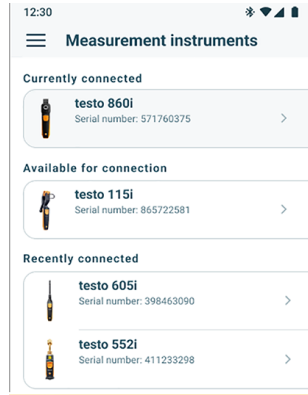 12:30
Measurement instruments
Currently connected
testo 860i
Serial number: 571760375
Available for connection
testo 115i
Serial number: 865722581
Recently connected
testo 605i
Serial number: 398463090
testo 552i
Serial number: 411233298